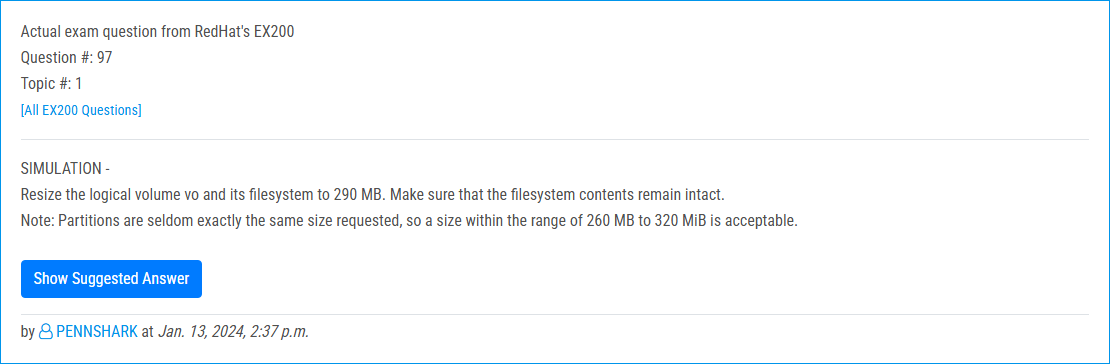 Actual exam question from RedHat's EX200
Question #: 97
Topic #: 1
[All EX200 Questions]
SIMULATION -
Resize the logical volume vo and its filesystem to 290 MB. Make sure that the filesystem contents remain intact.
Note: Partitions are seldom exactly the same size requested, so a size within the range of 260 MB to 320 MiB is acceptable.
Show Suggested Answer
by PENNSHARK at Jan. 13, 2024, 2:37 p.m.